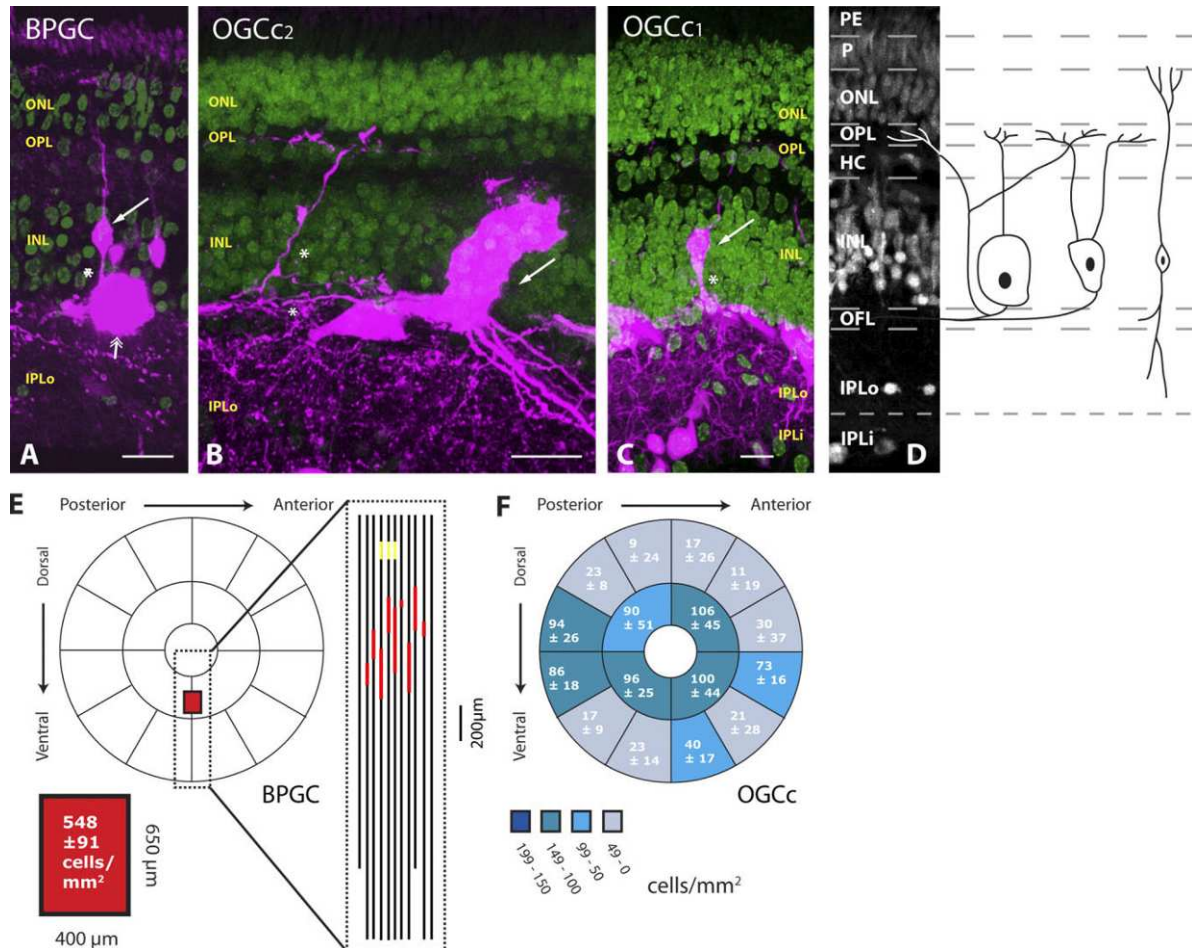 BPGC
OGCc2
OGCc1
ONL
OPL
INL
*
IPLo
A
ONL
OPL
INL
*
*
IPLo
B
ONL
OPL
INL
*
IPLo
IPLi
C
PE
P
ONL
OPL
HC
INL
OFL
IPLo
IPLi
D
E
Posterior
Anterior
Dorsal
Ventral
BPGC
200µm
548
±91
cells/
mm²
650 µm
400 µm
F
Posterior
Anterior
Dorsal
Ventral
9
± 24
17
± 26
23
± 8
11
± 19
90
± 51
106
± 45
94
± 26
30
± 37
86
± 18
96
± 25
100
± 44
73
± 16
17
± 9
23
± 14
40
± 17
21
± 28
OGCc
199 - 150
149 - 100
99 - 50
49 - 0
cells/mm²